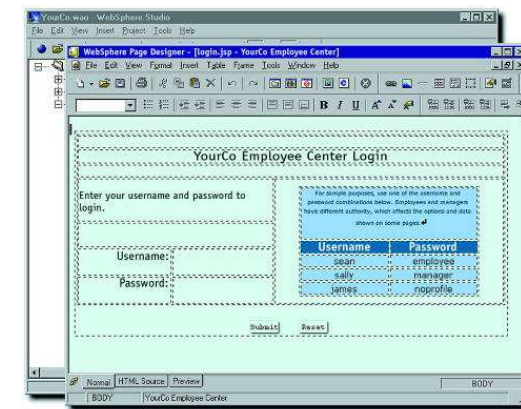 YourCo.wao - WebSphere Studio
File Edit View Insert Project Tools Help
WebSphere Page Designer - [login.jsp - YourCo Employee Center]
File Edit View Format Insert Table Frame Tools Window Help
B I U A A
YourCo Employee Center Login
Enter your username and password to
login.
For sample purposes, use one of the username and
password combinations below. Employees and managers
have different authority, which affects the options and data
shown on some pages.
Username Password
sean employee
sally manager
james noprofile
Username:
Password:
Submit Reset
Normal HTML Source Preview
BODY
BODY YourCo Employee Center